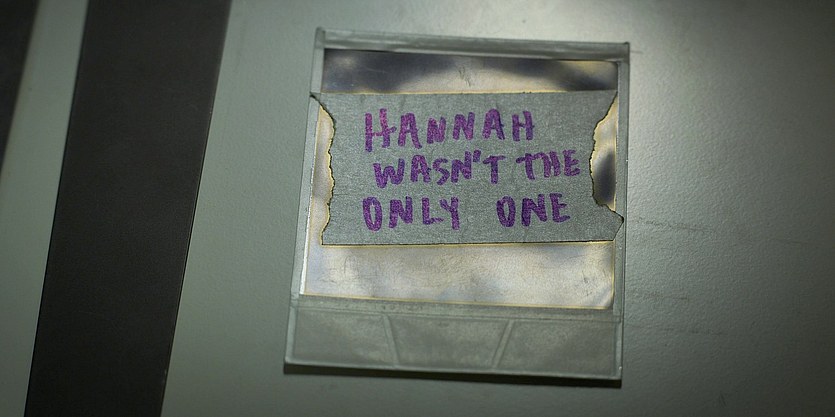 HANNAH
WASN'T THE
ONLY ONE